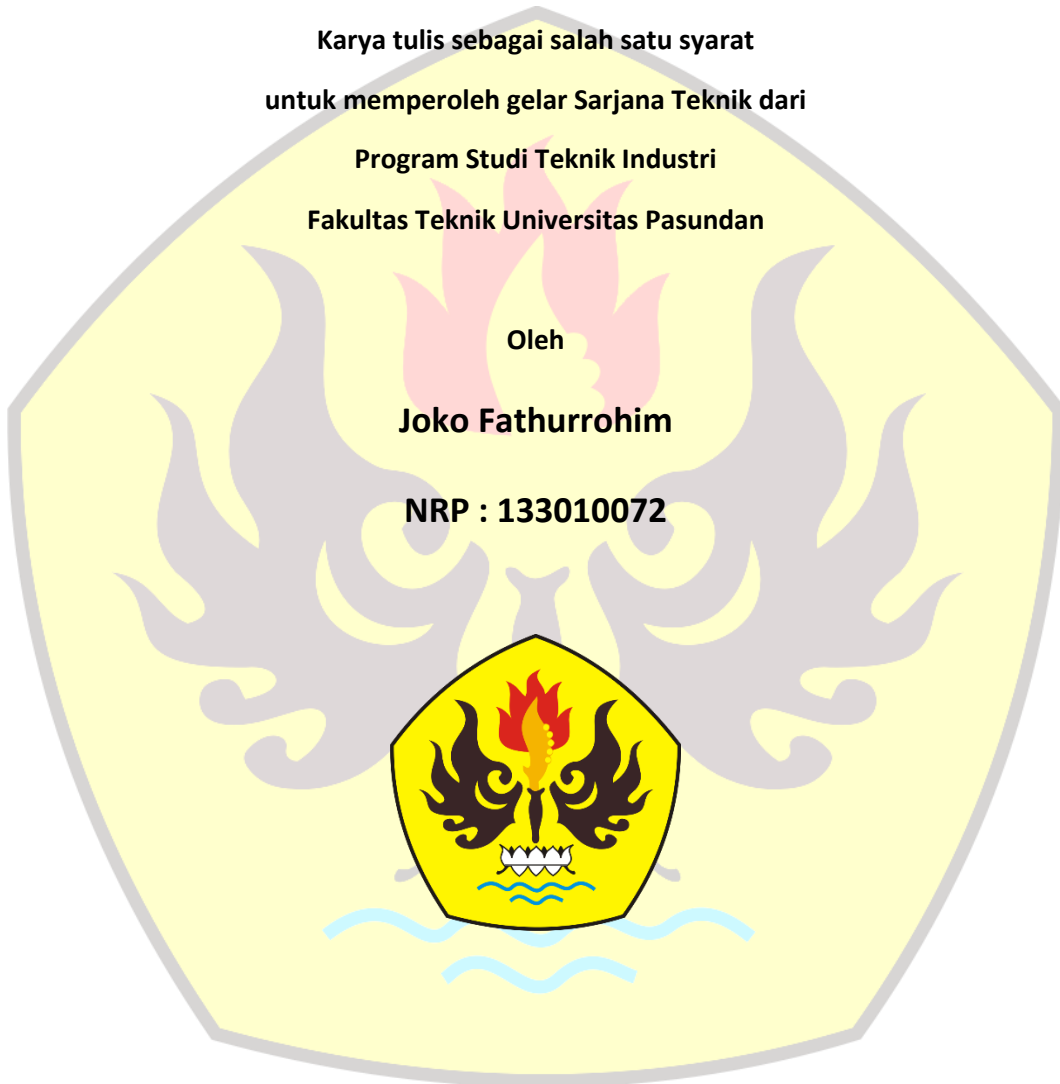 Karya tulis sebagai salah satu syarat
untuk memperoleh gelar Sarjana Teknik dari
Program Studi Teknik Industri
Fakultas Teknik Universitas Pasundan
Oleh
Joko Fathurrohim
NRP : 133010072